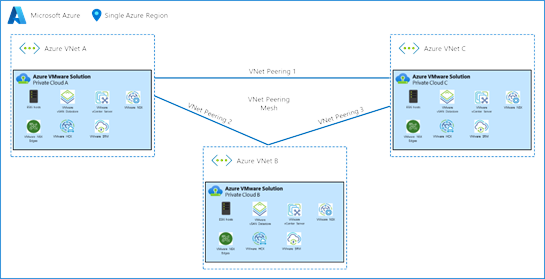 Microsoft Azure
Single Azure Region
Azure VNet A
Azure VMware Solution
Private Cloud A
ESXi Hosts
VMware
vSAN Datastore
VMware
vCenter Server
VMware NSX
VMware NSX
Edges
VMware HCX
VMware SRM
VNet Peering 1
VNet Peering
Mesh
VNet Peering 2
VNet Peering 3
Azure VNet C
Azure VMware Solution
Private Cloud C
ESXi Hosts
VMware
vSAN Datastore
VMware
vCenter Server
VMware NSX
VMware NSX
Edges
VMware HCX
VMware SRM
Azure VNet B
Azure VMware Solution
Private Cloud B
ESXi Hosts
VMware
vSAN Datastore
VMware
vCenter Server
VMware NSX
VMware NSX
Edges
VMware HCX
VMware SRM